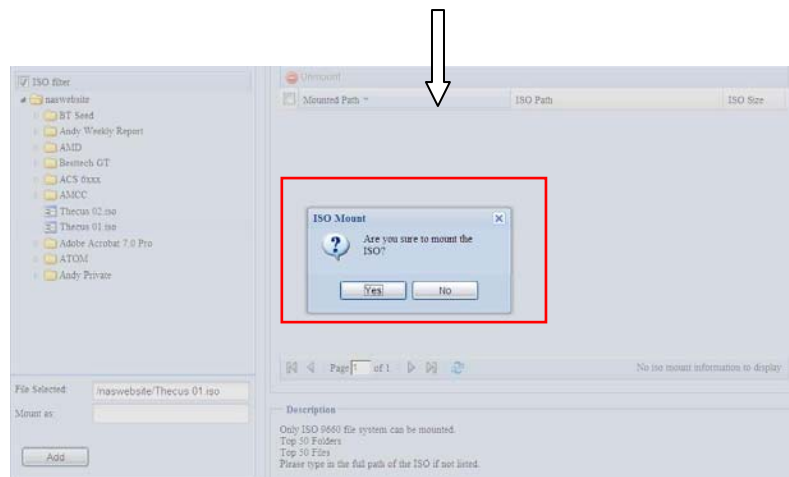 ISO filter
naswebsite
BT Seed
Andy Weekly Report
AMD
Besttech GT
ACS 6xxx
AMCC
Thecus 02.iso
Thecus 01.iso
Adobe Acrobat 7.0 Pro
ATOM
Andy Private
File Selected: /naswebsite/Thecus 01.iso
Mount as:
Add
Unmount
Mounted Path ISO Path ISO Size
ISO Mount
Are you sure to mount the
ISO?
Yes No
Page 1 of 1 No iso mount information to display
Description
Only ISO 9660 file system can be mounted.
Top 50 Folders
Top 50 Files
Please type in the full path of the ISO if not listed.